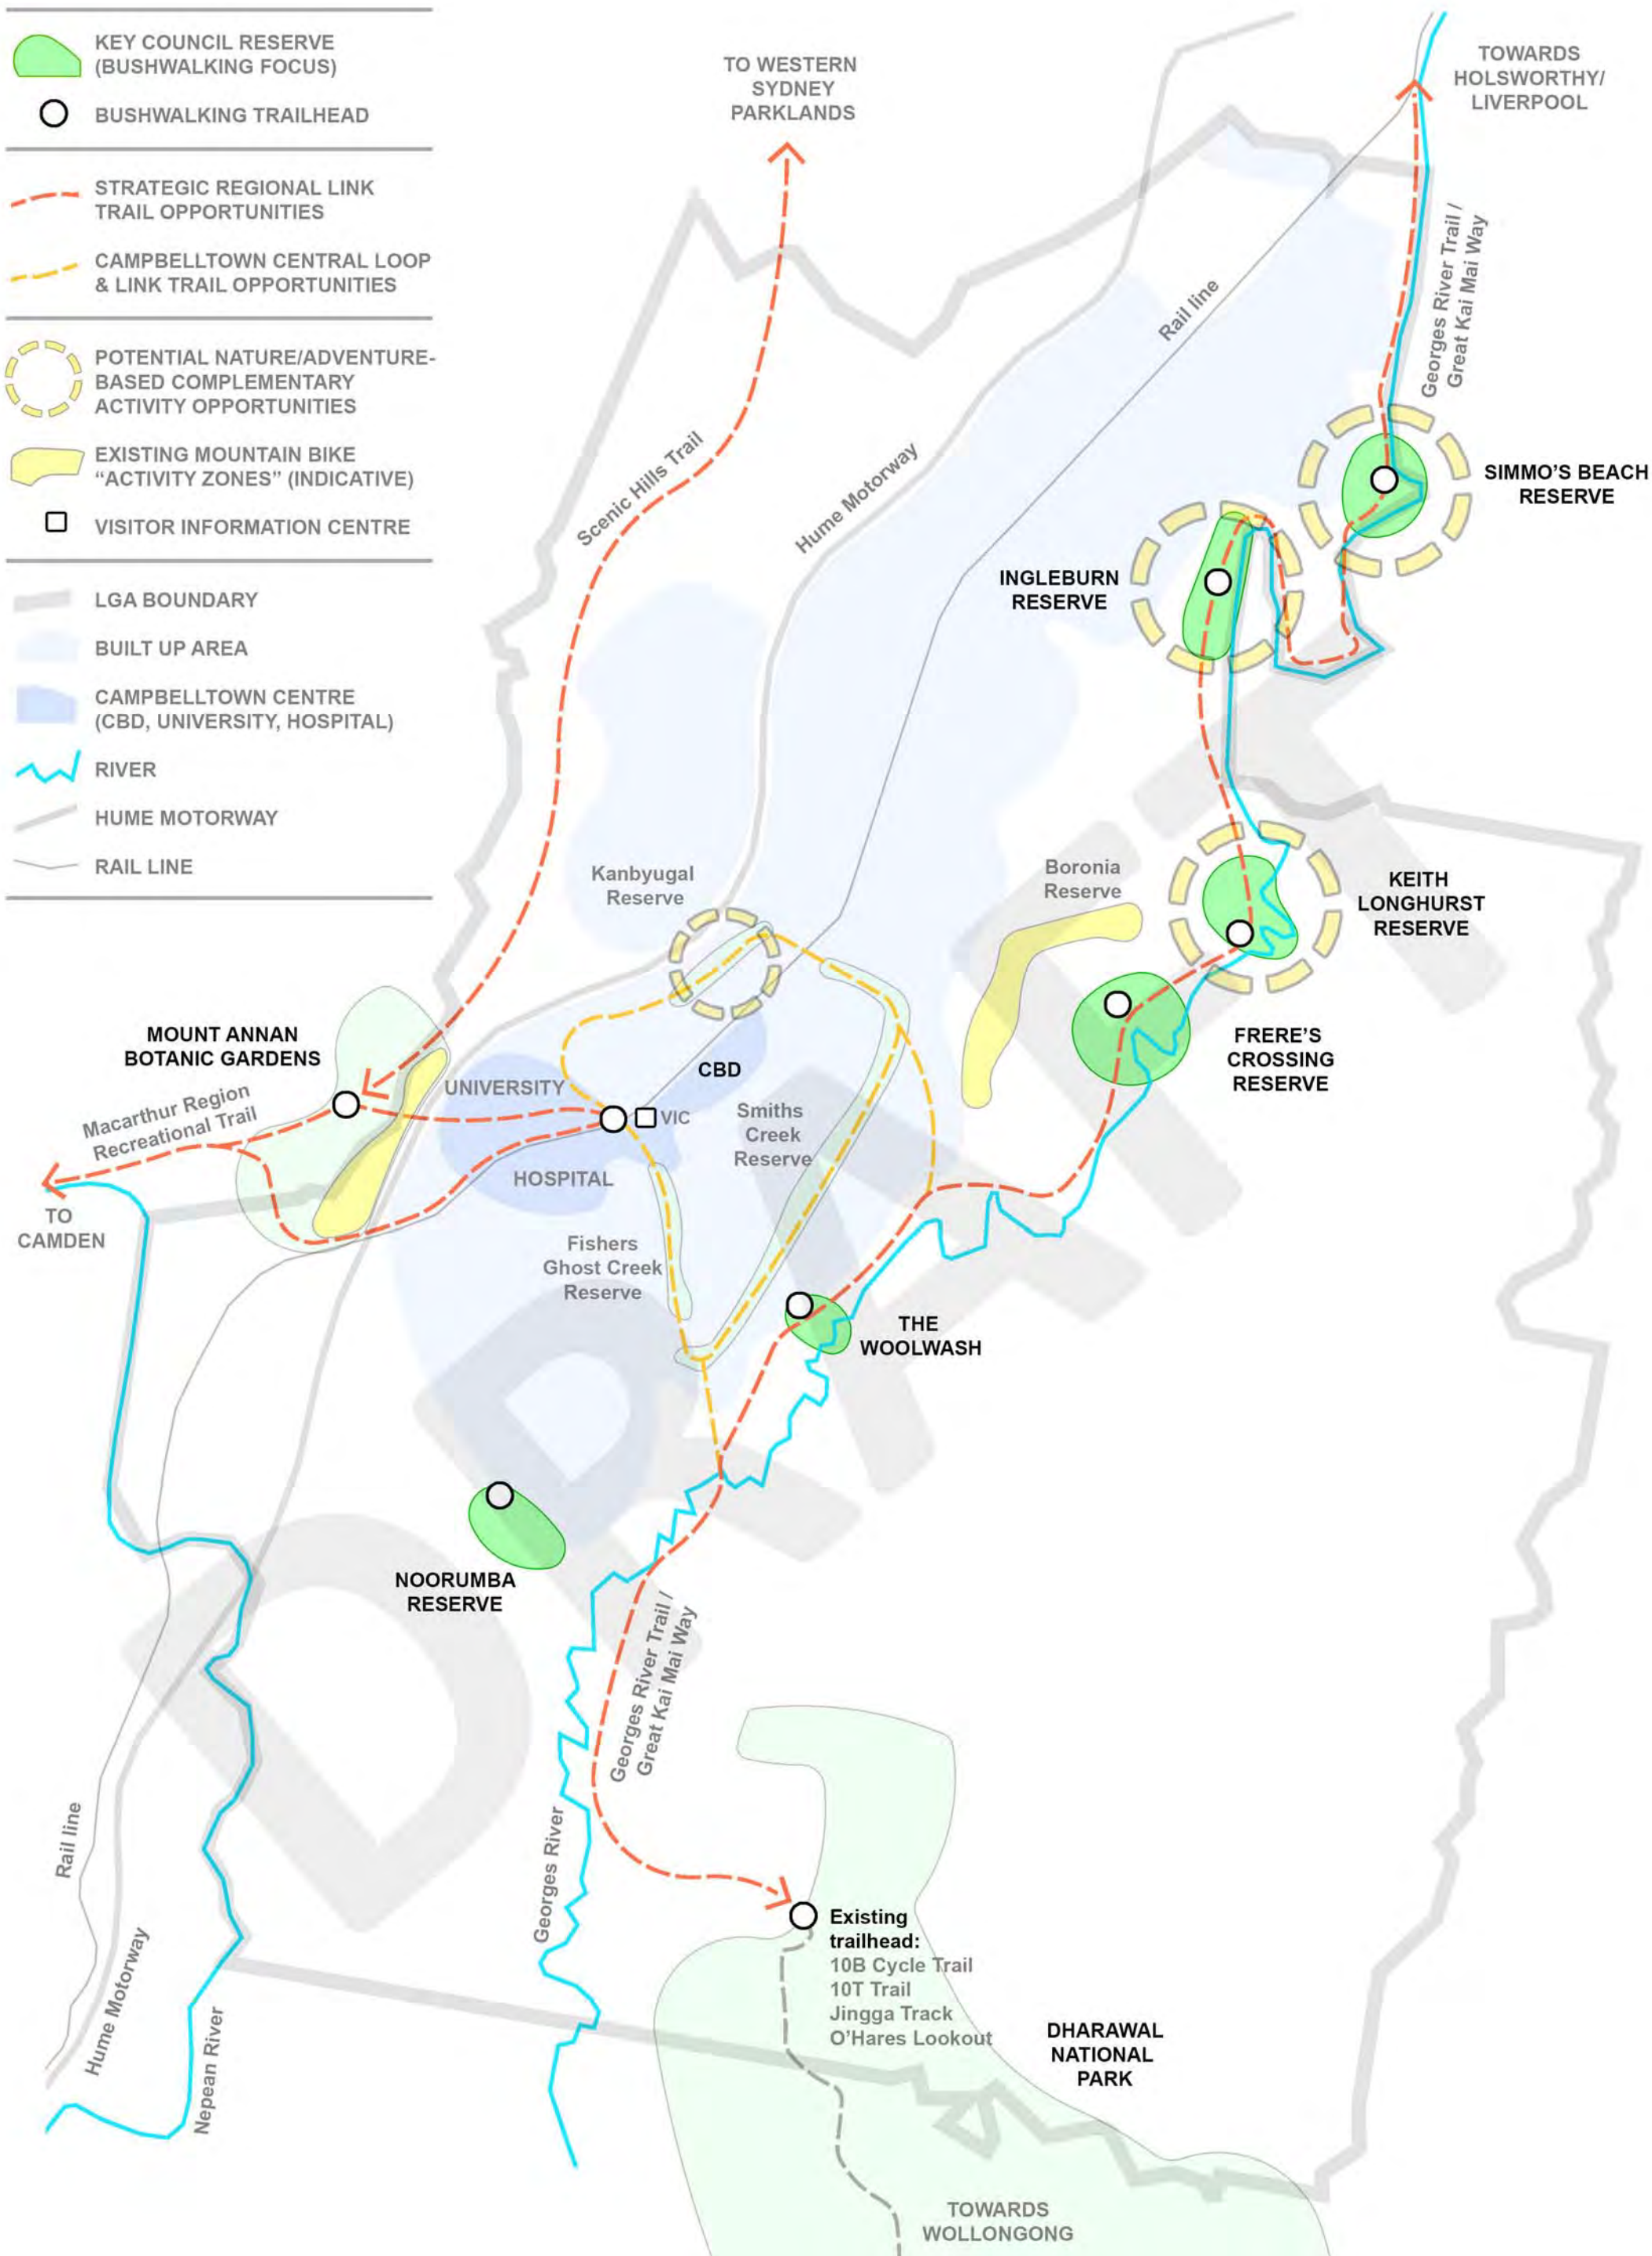 KEY COUNCIL RESERVE
(BUSHWALKING FOCUS)
BUSHWALKING TRAILHEAD
STRATEGIC REGIONAL LINK
TRAIL OPPORTUNITIES
CAMPBELLTOWN CENTRAL LOOP
& LINK TRAIL OPPORTUNITIES
POTENTIAL NATURE/ADVENTURE-
BASED COMPLEMENTARY
ACTIVITY OPPORTUNITIES
EXISTING MOUNTAIN BIKE
“ACTIVITY ZONES” (INDICATIVE)
VISITOR INFORMATION CENTRE
LGA BOUNDARY
BUILT UP AREA
CAMPBELLTOWN CENTRE
(CBD, UNIVERSITY, HOSPITAL)
RIVER
HUME MOTORWAY
RAIL LINE
TO WESTERN
SYDNEY
PARKLANDS
TOWARDS
HOLSWORTHY/
LIVERPOOL
Georges River Trail /
Great Kai Mai Way
Rail line
Scenic Hills Trail
Hume Motorway
SIMMO’S BEACH
RESERVE
INGLEBURN
RESERVE
Kanbyugal
Reserve
Boronia
Reserve
KEITH
LONGHURST
RESERVE
MOUNT ANNAN
BOTANIC GARDENS
FRERE’S
CROSSING
RESERVE
CBD
UNIVERSITY
VIC
Smiths
Creek
Reserve
Macarthur Region
Recreational Trail
HOSPITAL
TO
CAMDEN
Fishers
Ghost Creek
Reserve
THE
WOOLWASH
NOORUMBA
RESERVE
Georges River Trail /
Great Kai Mai Way
Rail line
Georges River
Hume Motorway
Nepean River
Existing
trailhead:
10B Cycle Trail
10T Trail
Jingga Track
O’Hares Lookout
DHARAWAL
NATIONAL
PARK
TOWARDS
WOLLONGONG
DRAFT